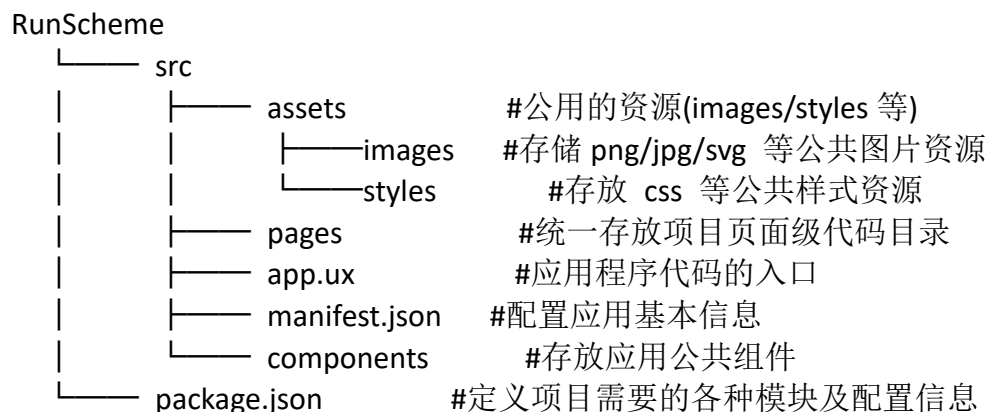 RunScheme
└── src
│ ├── assets #公用的资源(images/styles 等)
│ │ ├──images #存储 png/jpg/svg 等公共图片资源
│ │ └──styles #存放 css 等公共样式资源
│ ├── pages #统一存放项目页面级代码目录
│ ├── app.ux #应用程序代码的入口
│ ├── manifest.json #配置应用基本信息
│ └── components #存放应用公共组件
└── package.json #定义项目需要的各种模块及配置信息